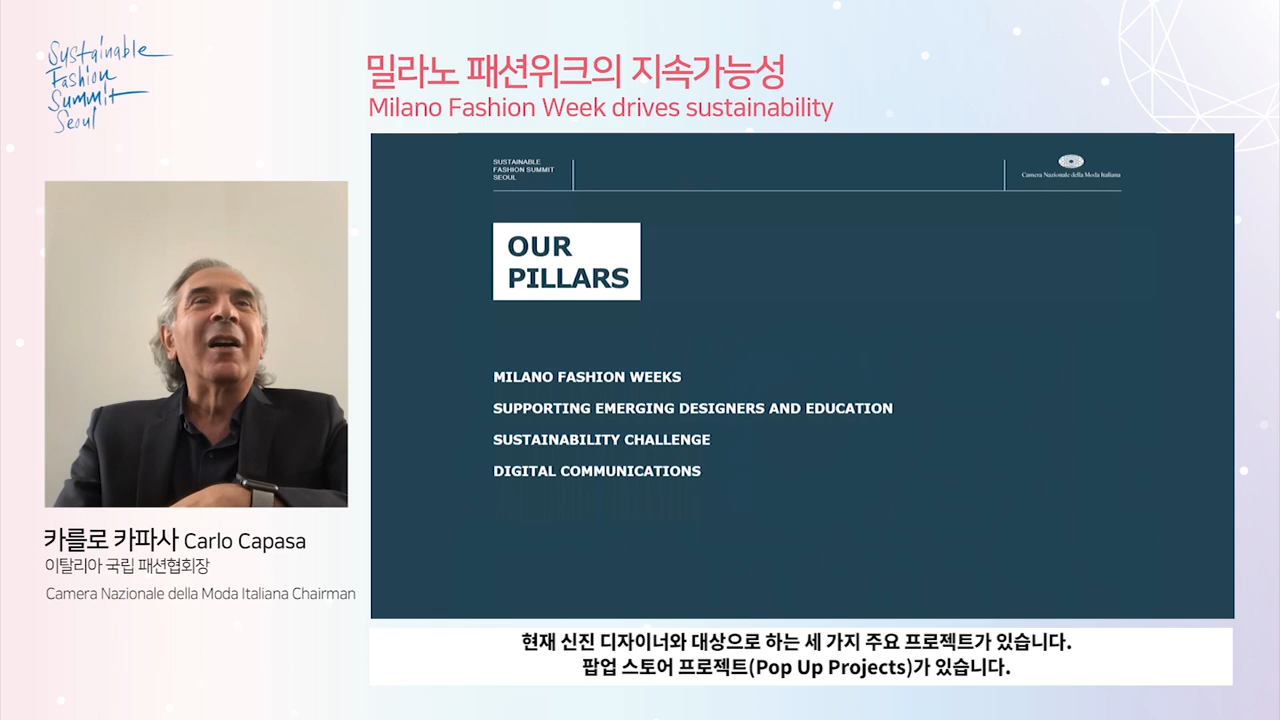 Sustainable
Fashion
Summit
Seoul
밀라노 패션위크의 지속가능성
Milano Fashion Week drives sustainability
SUSTAINABLE
FASHION SUMMIT
SEOUL
Camera Nazionale della Moda Italiana
OUR
PILLARS
MILANO FASHION WEEKS
SUPPORTING EMERGING DESIGNERS AND EDUCATION
SUSTAINABILITY CHALLENGE
DIGITAL COMMUNICATIONS
카를로 카파사 Carlo Capasa
이탈리아 국립 패션협회장
Camera Nazionale della Moda Italiana Chairman
현재 신진 디자이너와 대상으로 하는 세 가지 주요 프로젝트가 있습니다.
팝업 스토어 프로젝트(Pop Up Projects)가 있습니다.